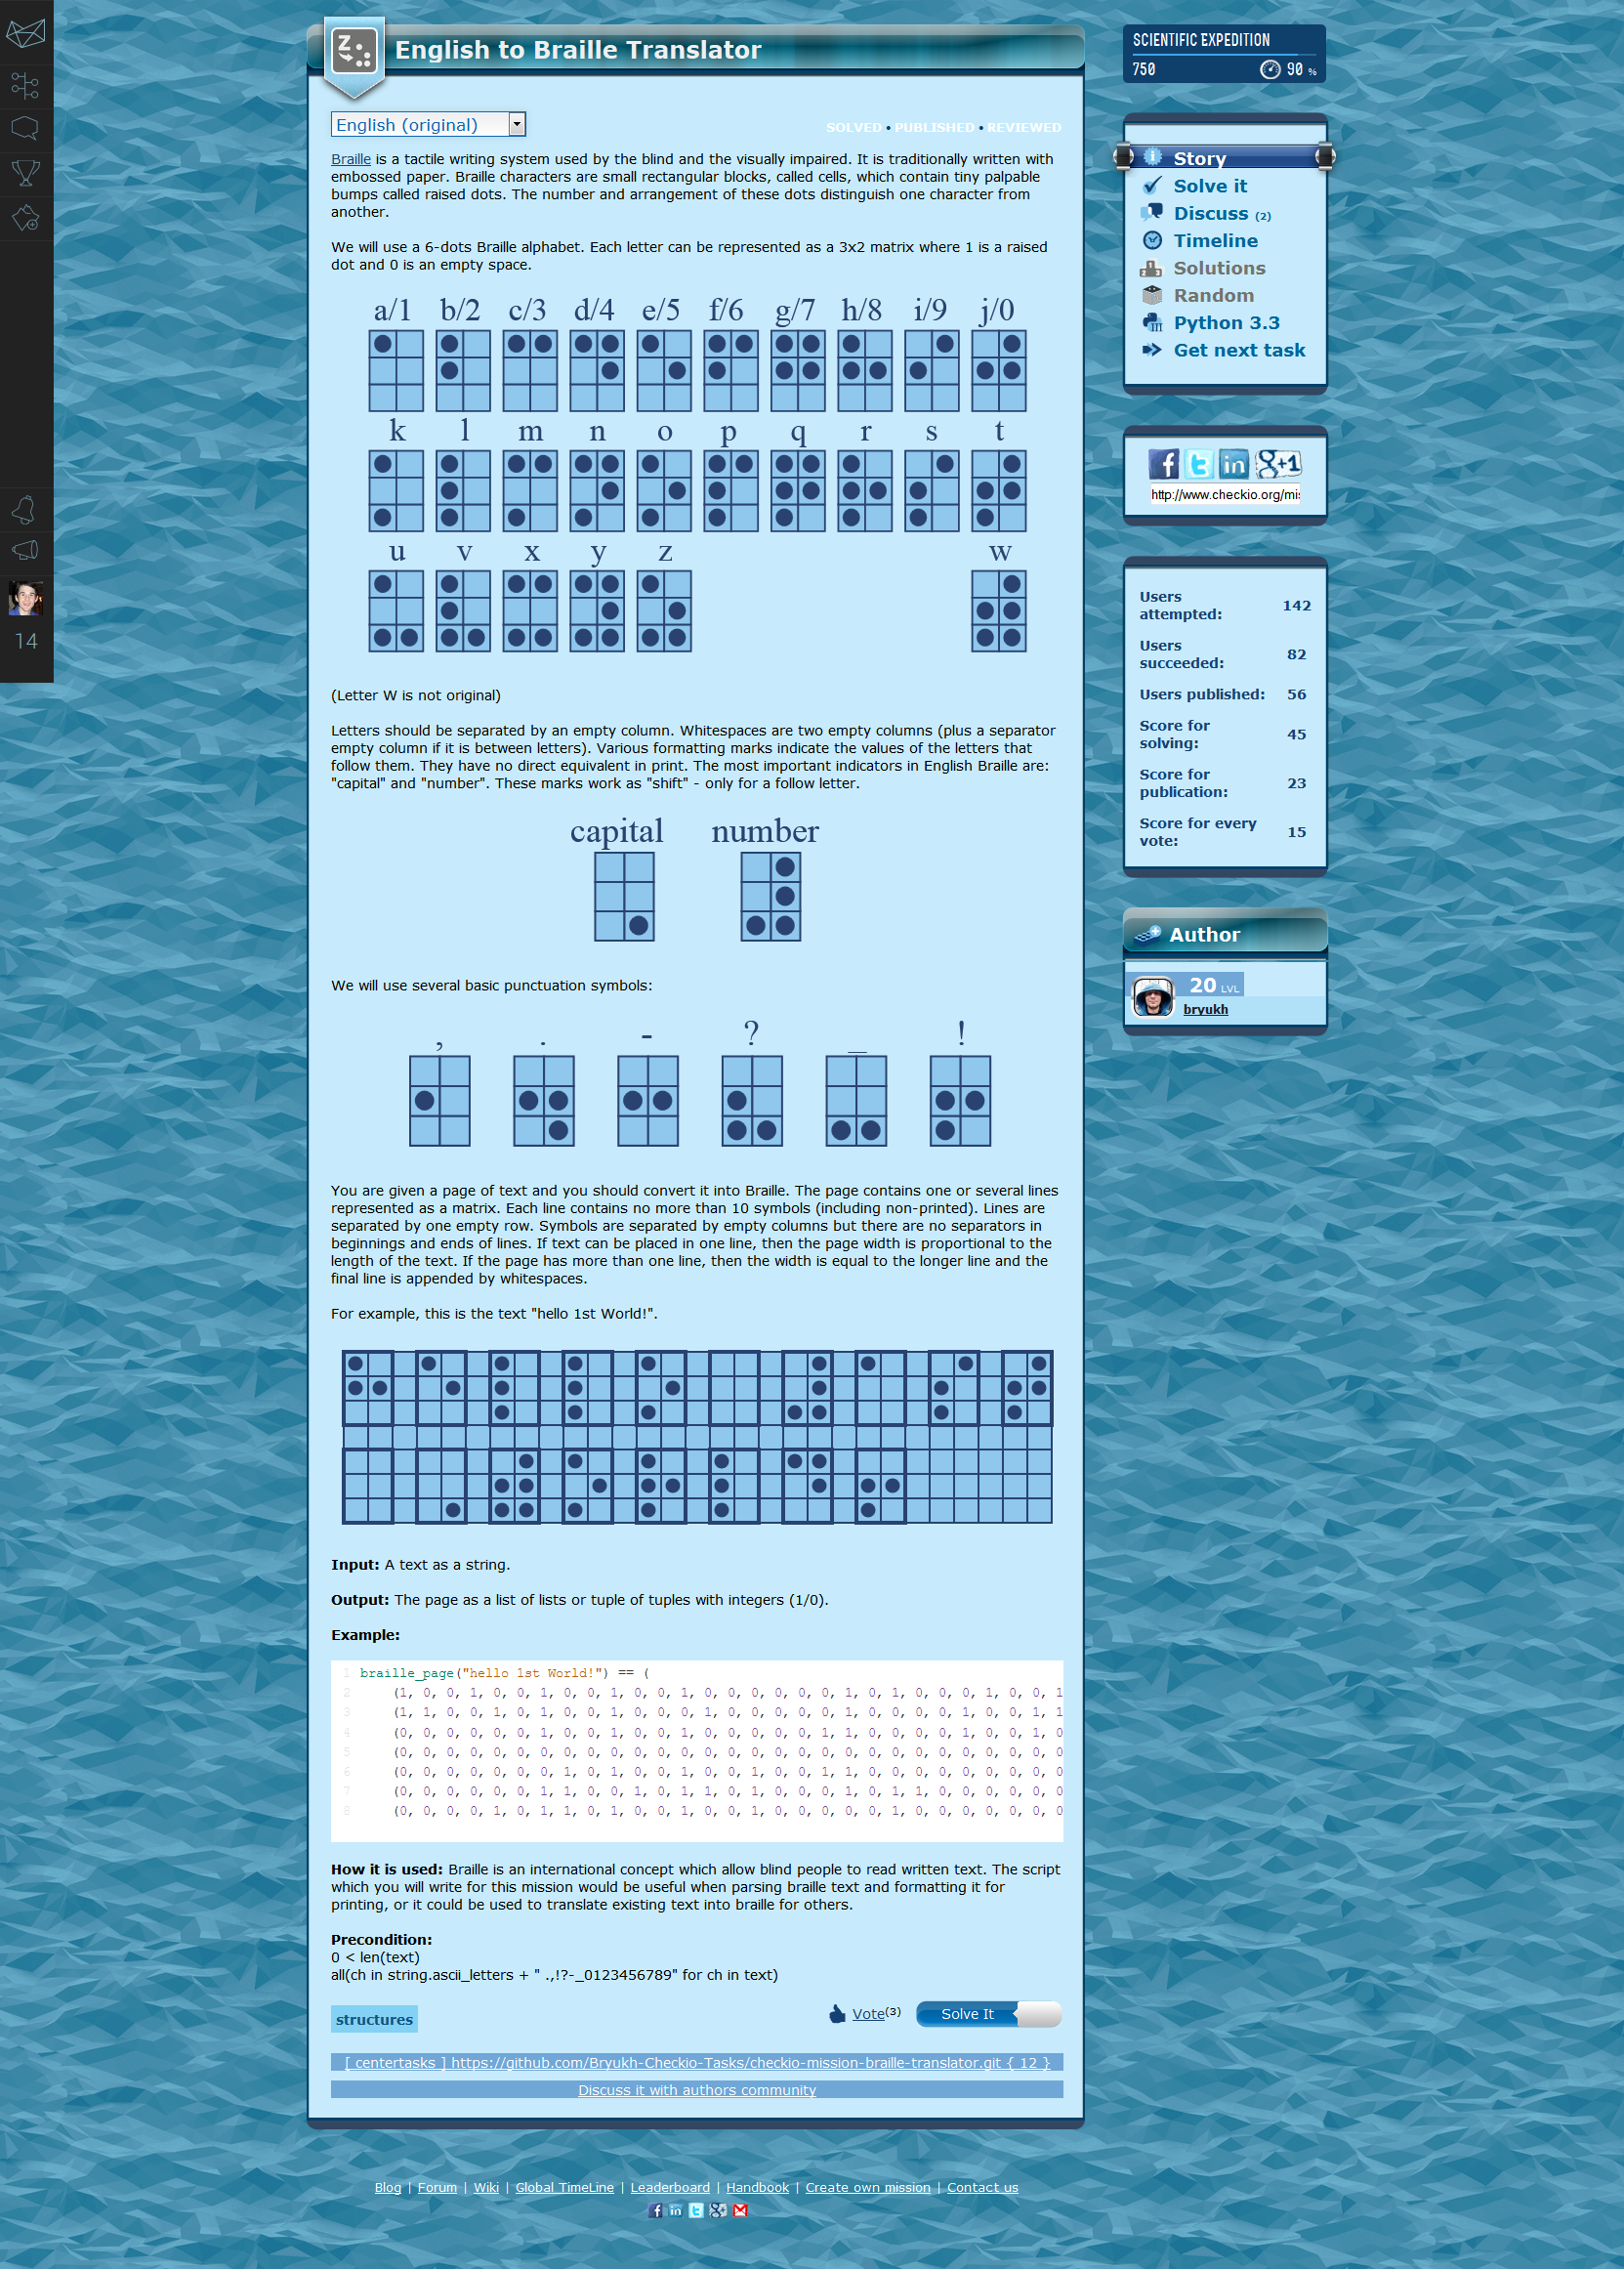 English to Braille Translator
English (original)
SOLVED • PUBLISHED • REVIEWED
Braille is a tactile writing system used by the blind and the visually impaired. It is traditionally written with
embossed paper. Braille characters are small rectangular blocks, called cells, which contain tiny palpable
bumps called raised dots. The number and arrangement of these dots distinguish one character from
another.
We will use a 6-dots Braille alphabet. Each letter can be represented as a 3x2 matrix where 1 is a raised
dot and 0 is an empty space.
a/1 b/2 c/3 d/4 e/5 f/6 g/7 h/8 i/9 j/0
k l m n o p q r s t
u v x y z w
(Letter W is not original)
Letters should be separated by an empty column. Whitespaces are two empty columns (plus a separator
empty column if it is between letters). Various formatting marks indicate the values of the letters that
follow them. They have no direct equivalent in print. The most important indicators in English Braille are:
"capital" and "number". These marks work as "shift" - only for a follow letter.
capital number
We will use several basic punctuation symbols:
, . - ? _ !
You are given a page of text and you should convert it into Braille. The page contains one or several lines
represented as a matrix. Each line contains no more than 10 symbols (including non-printed). Lines are
separated by one empty row. Symbols are separated by empty columns but there are no separators in
beginnings and ends of lines. If text can be placed in one line, then the page width is proportional to the
length of the text. If the page has more than one line, then the width is equal to the longer line and the
final line is appended by whitespaces.
For example, this is the text "hello 1st World!".
Input: A text as a string.
Output: The page as a list of lists or tuple of tuples with integers (1/0).
Example:
1 braille_page("hello 1st World!") == (
2 (1, 0, 0, 1, 0, 0, 1, 0, 0, 1, 0, 0, 1, 0, 0, 0, 0, 0, 0, 1, 0, 1, 0, 0, 0, 1, 0, 0, 1
3 (1, 1, 0, 0, 1, 0, 1, 0, 0, 1, 0, 0, 0, 1, 0, 0, 0, 0, 0, 1, 0, 0, 0, 0, 1, 0, 0, 1, 1
4 (0, 0, 0, 0, 0, 0, 1, 0, 0, 1, 0, 0, 1, 0, 0, 0, 0, 0, 1, 1, 0, 0, 0, 0, 1, 0, 0, 1, 0
5 (0, 0, 0, 0, 0, 0, 0, 0, 0, 0, 0, 0, 0, 0, 0, 0, 0, 0, 0, 0, 0, 0, 0, 0, 0, 0, 0, 0, 0
6 (0, 0, 0, 0, 0, 0, 0, 1, 0, 1, 0, 0, 1, 0, 0, 1, 0, 0, 1, 1, 0, 0, 0, 0, 0, 0, 0, 0, 0
7 (0, 0, 0, 0, 0, 0, 1, 1, 0, 0, 1, 0, 1, 1, 0, 1, 0, 0, 0, 1, 0, 1, 1, 0, 0, 0, 0, 0, 0
8 (0, 0, 0, 0, 1, 0, 1, 1, 0, 1, 0, 0, 1, 0, 0, 1, 0, 0, 0, 0, 0, 1, 0, 0, 0, 0, 0, 0, 0
How it is used: Braille is an international concept which allow blind people to read written text. The script
which you will write for this mission would be useful when parsing braille text and formatting it for
printing, or it could be used to translate existing text into braille for others.
Precondition:
0 < len(text)
all(ch in string.ascii_letters + " .,!?-_0123456789" for ch in text)
structures
Vote(3)
Solve It
[ centertasks ] https://github.com/Bryukh-Checkio-Tasks/checkio-mission-braille-translator.git { 12 }
Discuss it with authors community
SCIENTIFIC EXPEDITION
750 90 %
Story
Solve it
Discuss (2)
Timeline
Solutions
Random
Python 3.3
Get next task
http://www.checkio.org/mis
Users
attempted: 142
Users
succeeded: 82
Users published: 56
Score for
solving: 45
Score for
publication: 23
Score for every
vote: 15
Author
20 LVL
bryukh
14
Blog | Forum | Wiki | Global TimeLine | Leaderboard | Handbook | Create own mission | Contact us